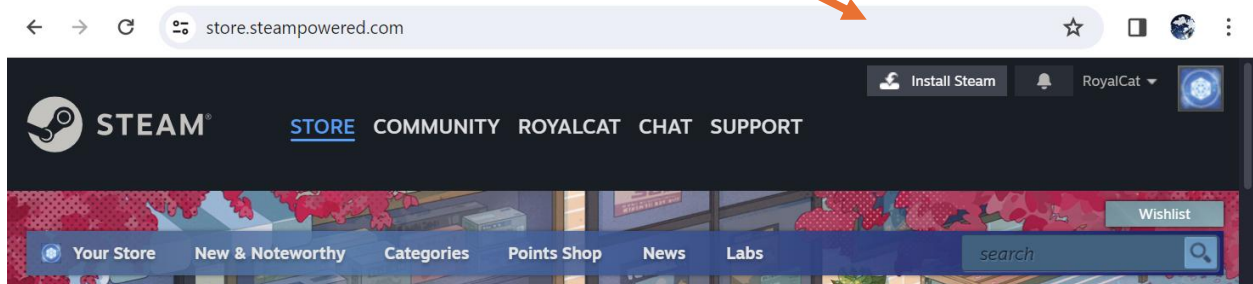 store.steampowered.com
Install Steam RoyalCat
STEAM® STORE COMMUNITY ROYALCAT CHAT SUPPORT
Wishlist
Your Store New & Noteworthy Categories Points Shop News Labs search